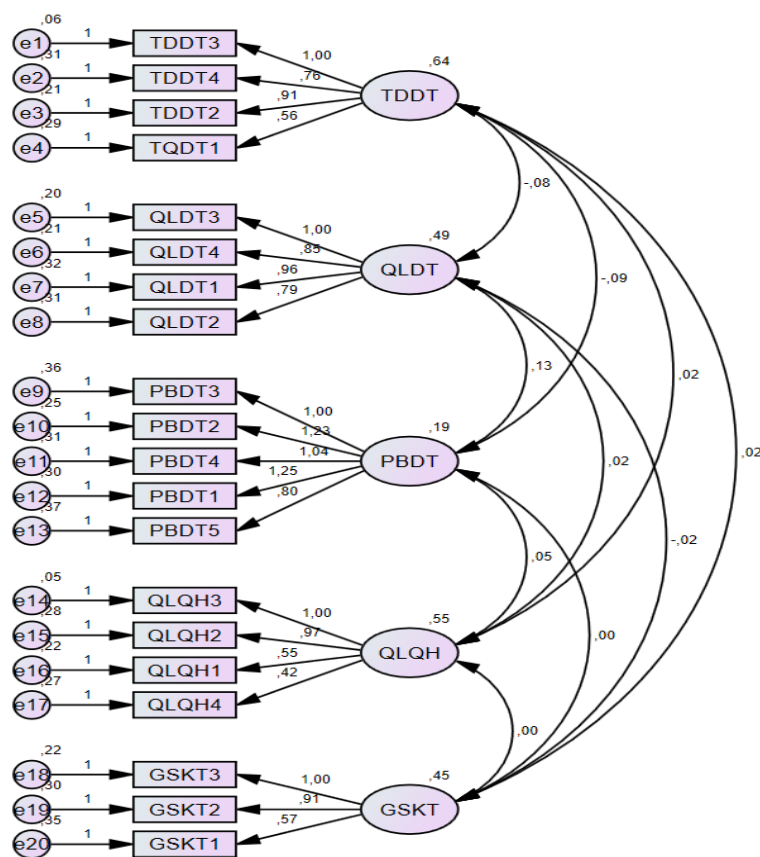 ,06
e1 1 TDDT3 1,00 ,64
,31
e2 1 TDDT4 ,76 TDDT
,21
e3 1 TDDT2 ,91
,29
e4 1 TQDT1 ,56
-,08
,20
e5 1 QLDT3 1,00 ,49
,21
e6 1 QLDT4 ,85 QLDT
,32
e7 1 QLDT1 ,96 -,09
,31
e8 1 QLDT2 ,79
,13 ,02
,36
e9 1 PBDT3 1,00 ,19
,25
e10 1 PBDT2 1,23
,31
e11 1 PBDT4 1,04 PBDT ,02 ,02
,30
e12 1 PBDT1 1,25
,37
e13 1 PBDT5 ,80
,05 -,02
,05
e14 1 QLQH3 1,00 ,55
,28
e15 1 QLQH2 ,97 QLQH ,00
,22
e16 1 QLQH1 ,55
,27
e17 1 QLQH4 ,42
,00
,22
e18 1 GSKT3 1,00 ,45
,30
e19 1 GSKT2 ,91 GSKT
,35
e20 1 GSKT1 ,57